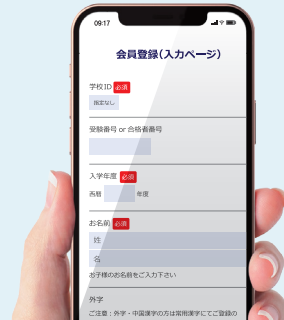 09:17
会員登録(入力ページ)
学校ID 必須
指定なし
受験番号 or 合格者番号
入学年度 必須
西暦 年度
お名前 必須
姓
名
お子様のお名前をご入力下さい
外字
ご注意：外字・中国漢字の方は常用漢字にてご登録の